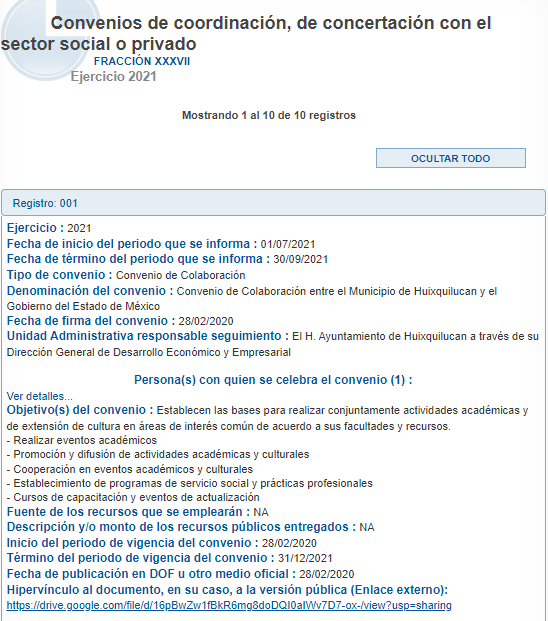 Convenios de coordinación, de concertación con el
sector social o privado
FRACCIÓN XXXVII
Ejercicio 2021
Mostrando 1 al 10 de 10 registros
OCULTAR TODO
Registro: 001
Ejercicio : 2021
Fecha de inicio del periodo que se informa : 01/07/2021
Fecha de término del periodo que se informa : 30/09/2021
Tipo de convenio : Convenio de Colaboración
Denominación del convenio : Convenio de Colaboración entre el Municipio de Huixquilucan y el
Gobierno del Estado de México
Fecha de firma del convenio : 28/02/2020
Unidad Administrativa responsable seguimiento : El H. Ayuntamiento de Huixquilucan a través de su
Dirección General de Desarrollo Económico y Empresarial
Persona(s) con quien se celebra el convenio (1) :
Ver detalles...
Objetivo(s) del convenio : Establecen las bases para realizar conjuntamente actividades académicas y
de extensión de cultura en áreas de interés común de acuerdo a sus facultades y recursos.
- Realizar eventos académicos
- Promoción y difusión de actividades académicas y culturales
- Cooperación en eventos académicos y culturales
- Establecimiento de programas de servicio social y prácticas profesionales
- Cursos de capacitación y eventos de actualización
Fuente de los recursos que se emplearán : NA
Descripción y/o monto de los recursos públicos entregados : NA
Inicio del periodo de vigencia del convenio : 28/02/2020
Término del periodo de vigencia del convenio : 31/12/2021
Fecha de publicación en DOF u otro medio oficial : 28/02/2020
Hipervínculo al documento, en su caso, a la versión pública (Enlace externo):
https://drive.google.com/file/d/16pBwZw1fBkR6mg8doDQI0aIWv7D7-ox-/view?usp=sharing